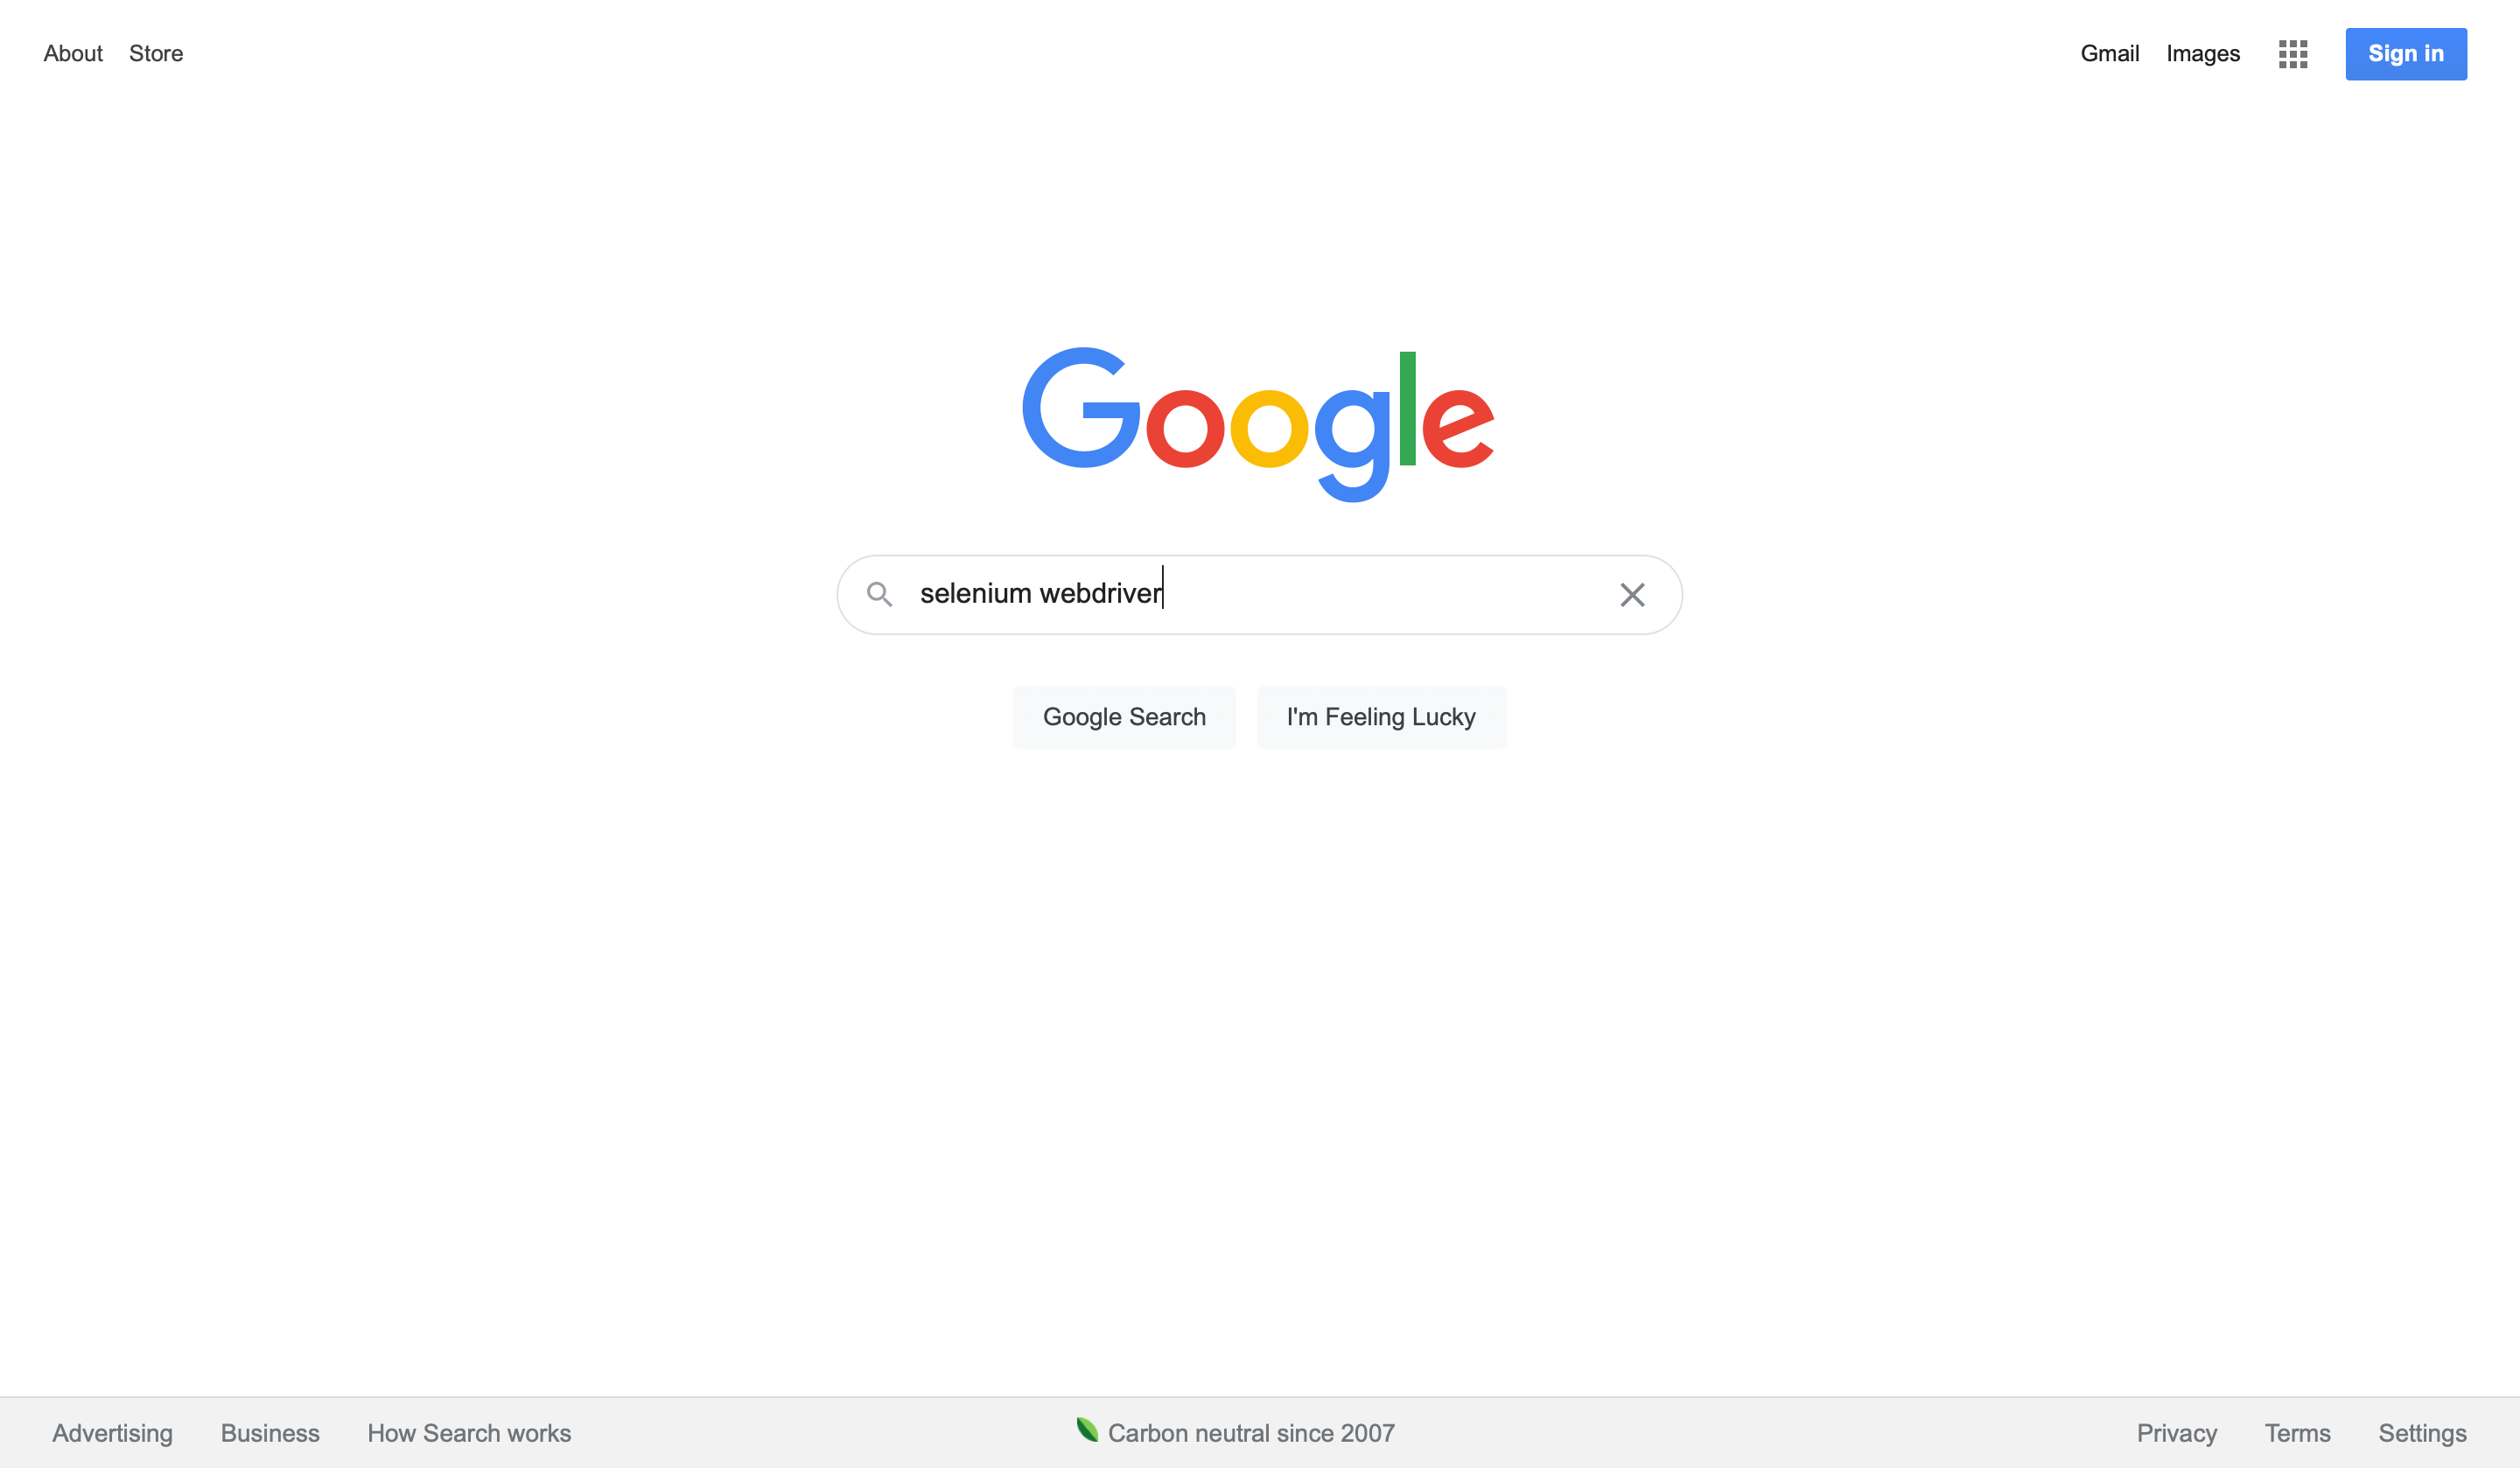 About Store Gmail Images Sign in
Google
selenium webdriver
Google Search I'm Feeling Lucky
Advertising Business How Search works Carbon neutral since 2007 Privacy Terms Settings